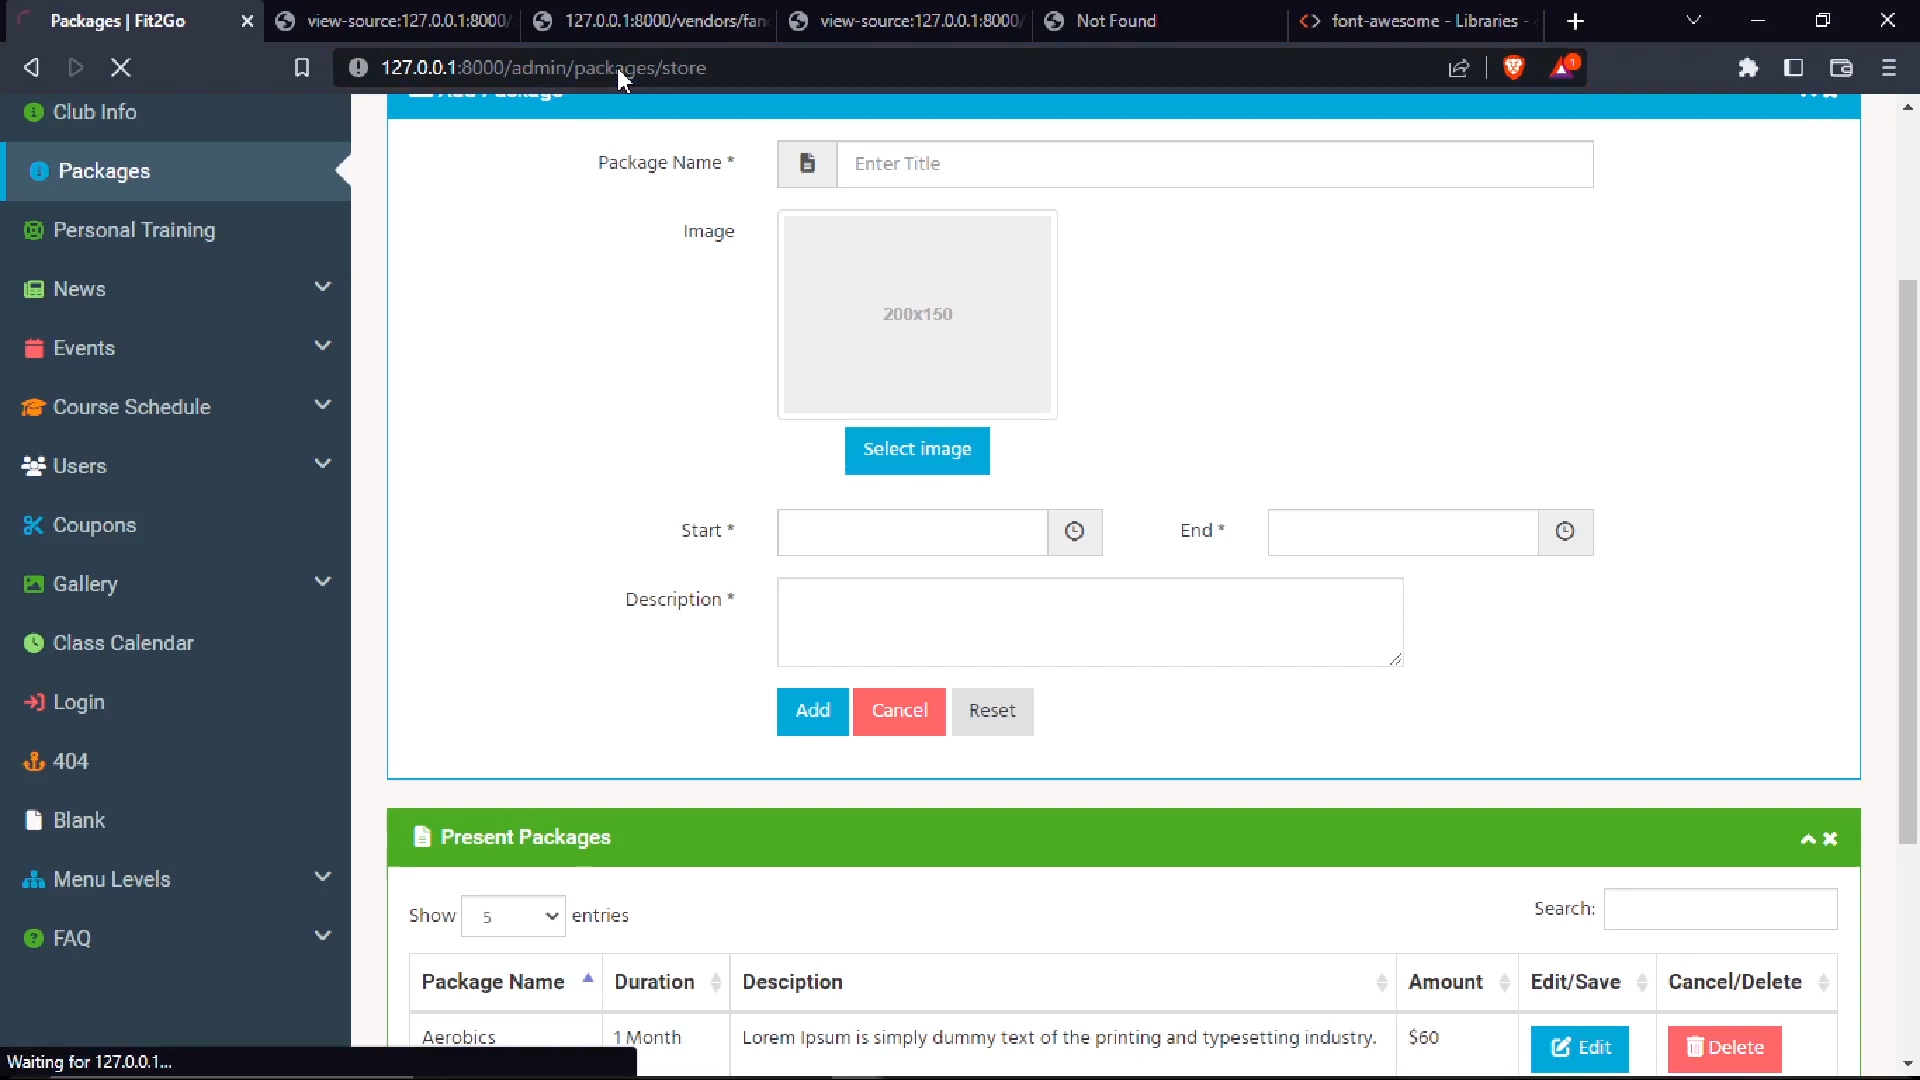 Packages | Fit2Go
view-source:127.0.0.1:8000/
127.0.0.1:8000/vendors/fan
view-source:127.0.0.1:8000/
Not Found
font-awesome - Libraries -
127.0.0.1:8000/admin/packages/store
1
Club Info
Packages
Personal Training
News
Events
Course Schedule
Users
Coupons
Gallery
Class Calendar
Login
404
Blank
Menu Levels
FAQ
Add Package
Package Name *
Enter Title
Image
200x150
Select image
Start *
End *
Description *
Add
Cancel
Reset
Present Packages
Show 5 entries
Search:
Package Name
Duration
Desciption
Amount
Edit/Save
Cancel/Delete
Aerobics
1 Month
Lorem Ipsum is simply dummy text of the printing and typesetting industry.
$60
Edit
Delete
Waiting for 127.0.0.1...